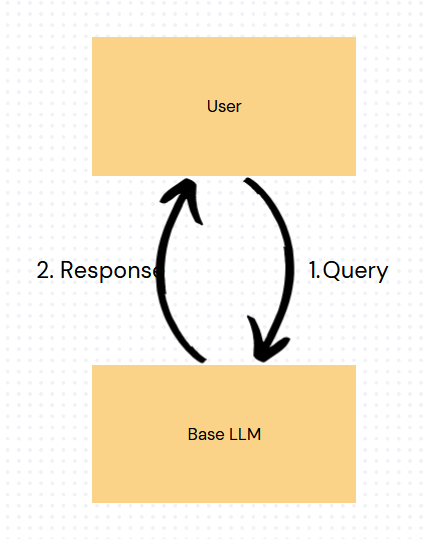 User
2. Response
1.Query
Base LLM